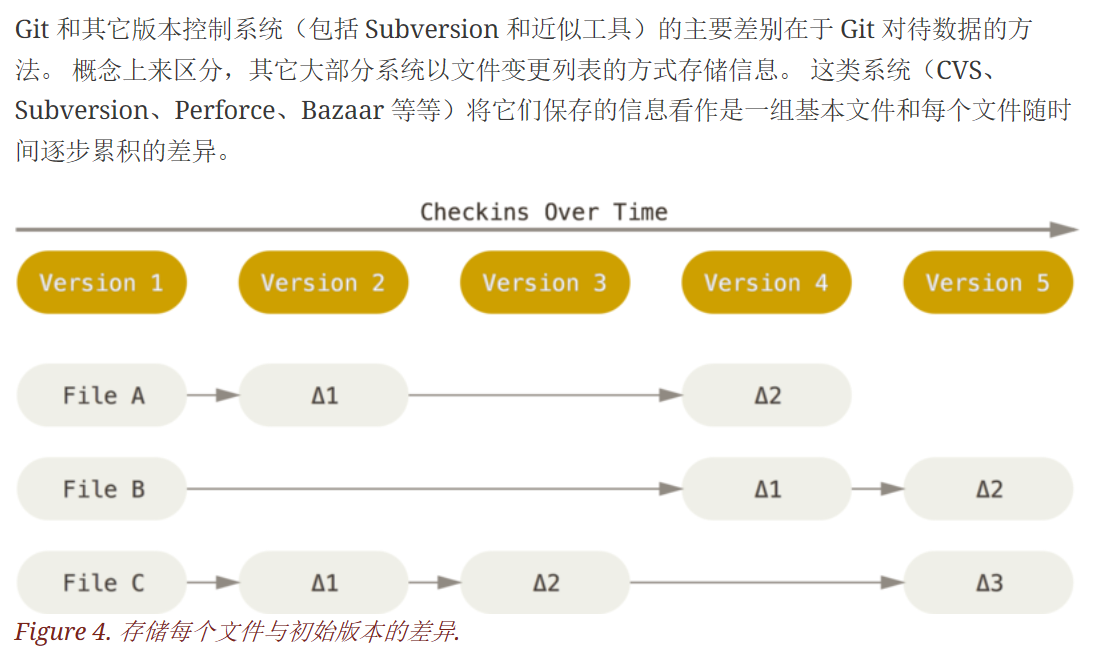 Git 和其它版本控制系统（包括 Subversion 和近似工具）的主要差别在于 Git 对待数据的方
法。 概念上来区分，其它大部分系统以文件变更列表的方式存储信息。 这类系统（CVS、
Subversion、Perforce、Bazaar 等等）将它们保存的信息看作是一组基本文件和每个文件随时
间逐步累积的差异。
Checkins Over Time
Version 1 Version 2 Version 3 Version 4 Version 5
File A Δ1 Δ2
File B Δ1 Δ2
File C Δ1 Δ2 Δ3
Figure 4. 存储每个文件与初始版本的差异.